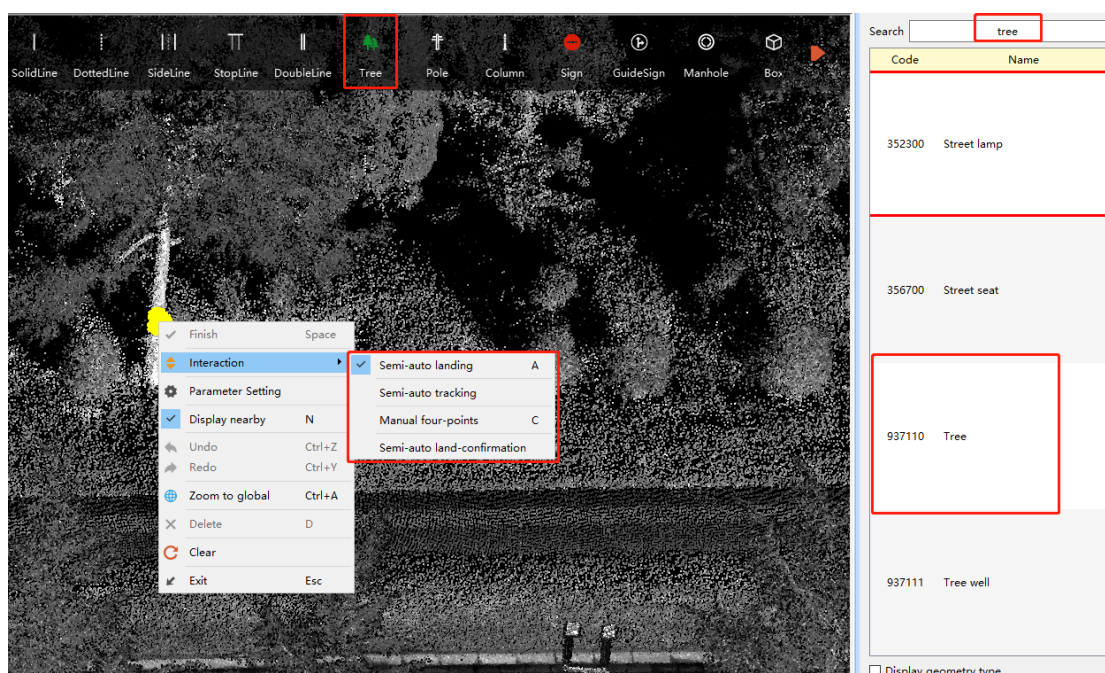 SolidLine DottedLine SideLine StopLine DoubleLine Tree Pole Column Sign GuideSign Manhole Box
Finish Space
Interaction
Parameter Setting
Display nearby N
Undo Ctrl+Z
Redo Ctrl+Y
Zoom to global Ctrl+A
Delete D
Clear
Exit Esc
Semi-auto landing A
Semi-auto tracking
Manual four-points C
Semi-auto land-confirmation
Search tree
Code Name
352300 Street lamp
356700 Street seat
937110 Tree
937111 Tree well
Display geometry type